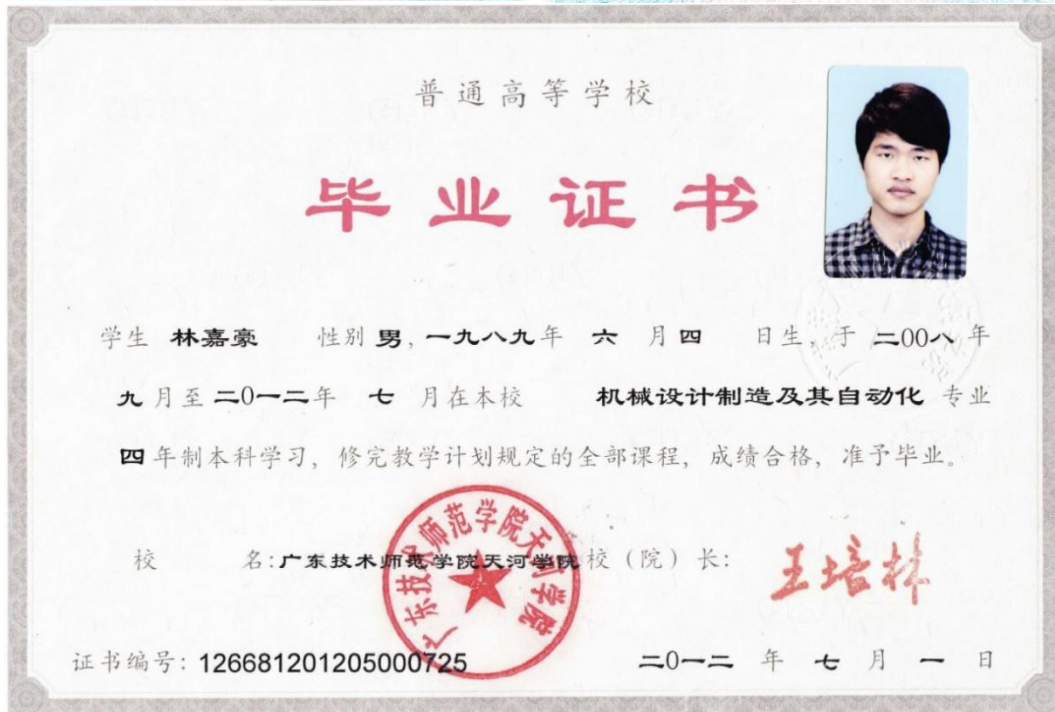 普通高等学校
毕业证书
学生 林嘉豪 性别 男, 一九八九年 六 月 四 日生, 于 二00八 年
九 月至 二0一二 年 七 月在本校 机械设计制造及其自动化 专业
四 年制本科学习, 修完教学计划规定的全部课程, 成绩合格, 准予毕业。
校 名: 广东技术师范学院天河学院 校（院）长: 王培林
广东技术师范学院天河学院
证书编号: 126681201205000725 二0一二 年 七 月 一 日